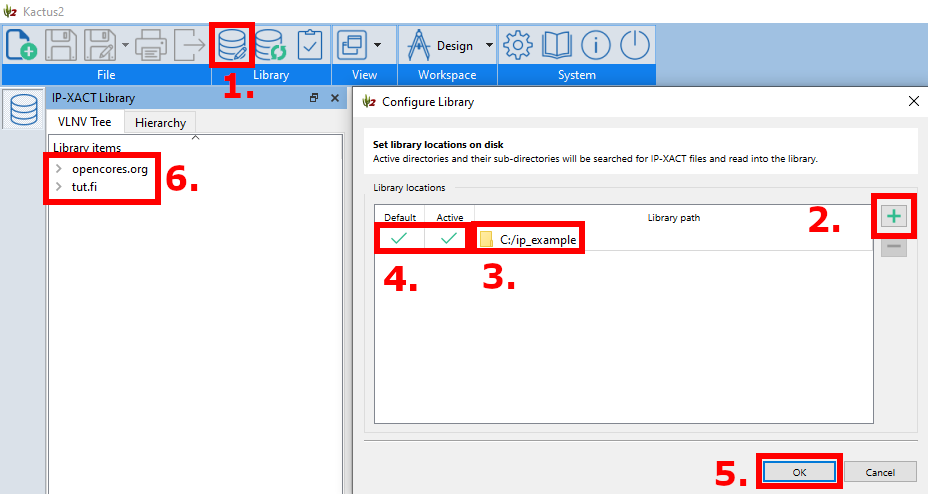 Kactus2
Design
File
Library
View
Workspace
System
1.
IP-XACT Library
VLNV Tree
Hierarchy
Library items
opencores.org
tut.fi
6.
Configure Library
Set library locations on disk
Active directories and their sub-directories will be searched for IP-XACT files and read into the library.
Library locations
Default
Active
Library path
2.
C:/ip_example
4.
3.
5.
OK
Cancel